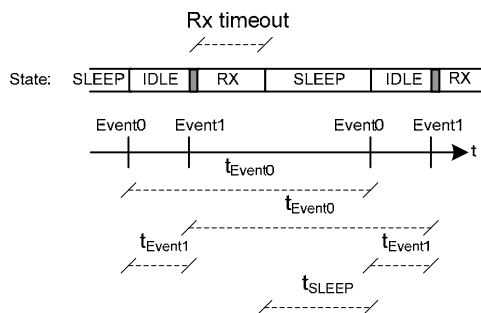 Rx timeout
State: SLEEP IDLE RX SLEEP IDLE RX
Event0 Event1 Event0 Event1
t
tEvent0
tEvent0
tEvent1 tEvent1
tSLEEP